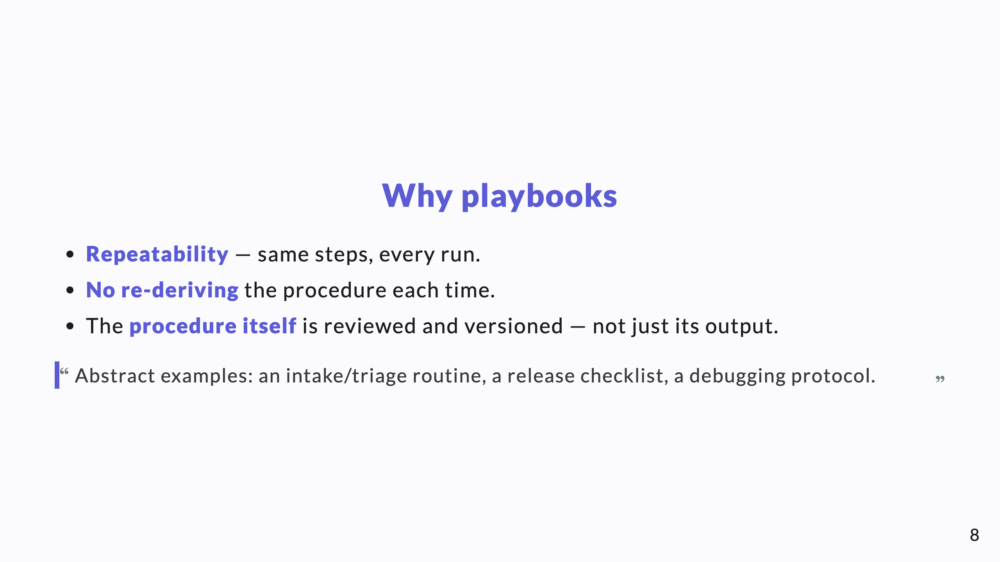 Why playbooks
• Repeatability — same steps, every run.
• No re-deriving the procedure each time.
• The procedure itself is reviewed and versioned — not just its output.
“ Abstract examples: an intake/triage routine, a release checklist, a debugging protocol. ”
8